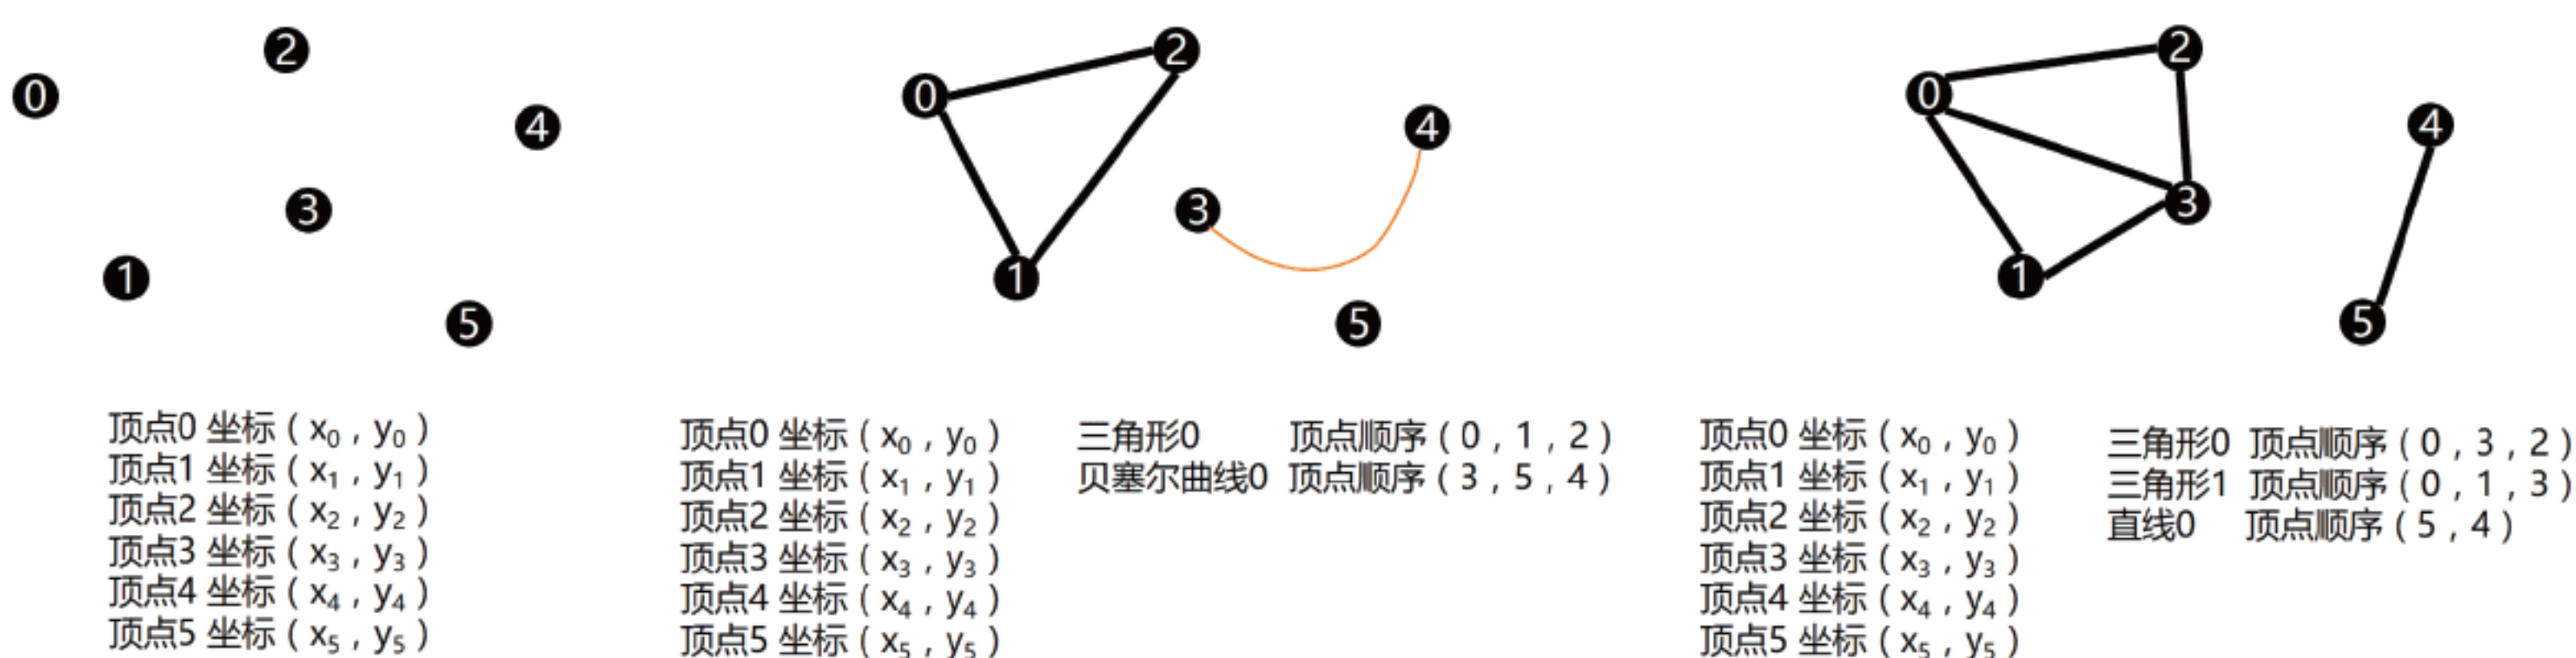 2
0
4
3
1
5
顶点0 坐标 ( x₀ , y₀ )
顶点1 坐标 ( x₁ , y₁ )
顶点2 坐标 ( x₂ , y₂ )
顶点3 坐标 ( x₃ , y₃ )
顶点4 坐标 ( x₄ , y₄ )
顶点5 坐标 ( x₅ , y₅ )
2
0
4
3
1
5
顶点0 坐标 ( x₀ , y₀ )
顶点1 坐标 ( x₁ , y₁ )
顶点2 坐标 ( x₂ , y₂ )
顶点3 坐标 ( x₃ , y₃ )
顶点4 坐标 ( x₄ , y₄ )
顶点5 坐标 ( x₅ , y₅ )
三角形0 顶点顺序 ( 0 , 1 , 2 )
贝塞尔曲线0 顶点顺序 ( 3 , 5 , 4 )
2
0
4
3
1
5
顶点0 坐标 ( x₀ , y₀ )
顶点1 坐标 ( x₁ , y₁ )
顶点2 坐标 ( x₂ , y₂ )
顶点3 坐标 ( x₃ , y₃ )
顶点4 坐标 ( x₄ , y₄ )
顶点5 坐标 ( x₅ , y₅ )
三角形0 顶点顺序 ( 0 , 3 , 2 )
三角形1 顶点顺序 ( 0 , 1 , 3 )
直线0 顶点顺序 ( 5 , 4 )